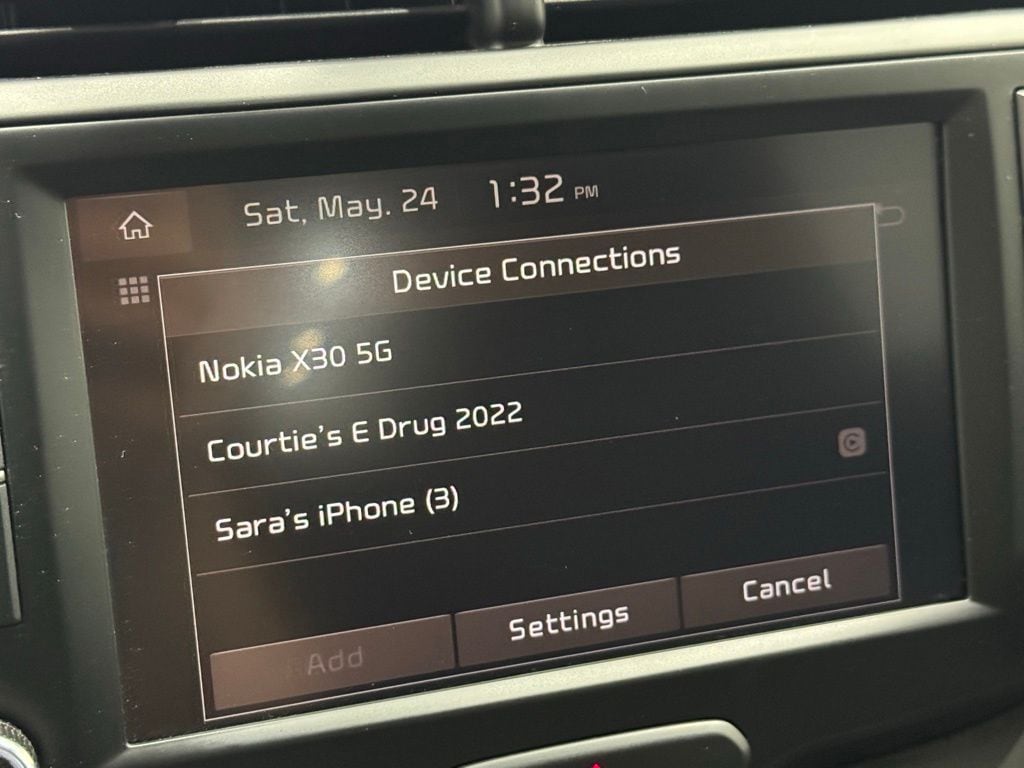 Sat, May. 24 1:32 PM
Device Connections
Nokia X30 5G
Courtie's E Drug 2022
Sara's iPhone (3)
Add Settings Cancel